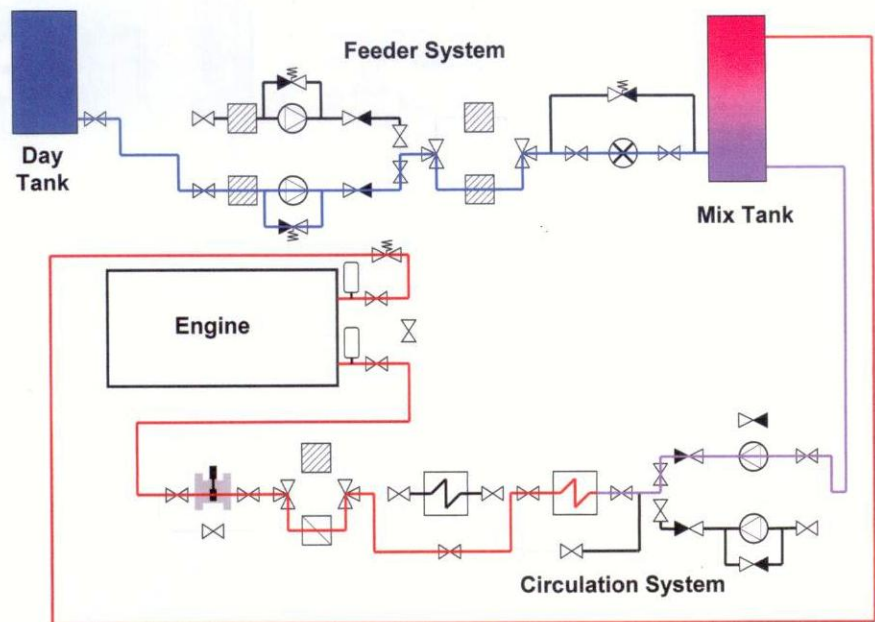 Feeder System
Day
Tank
Mix Tank
Engine
Circulation System